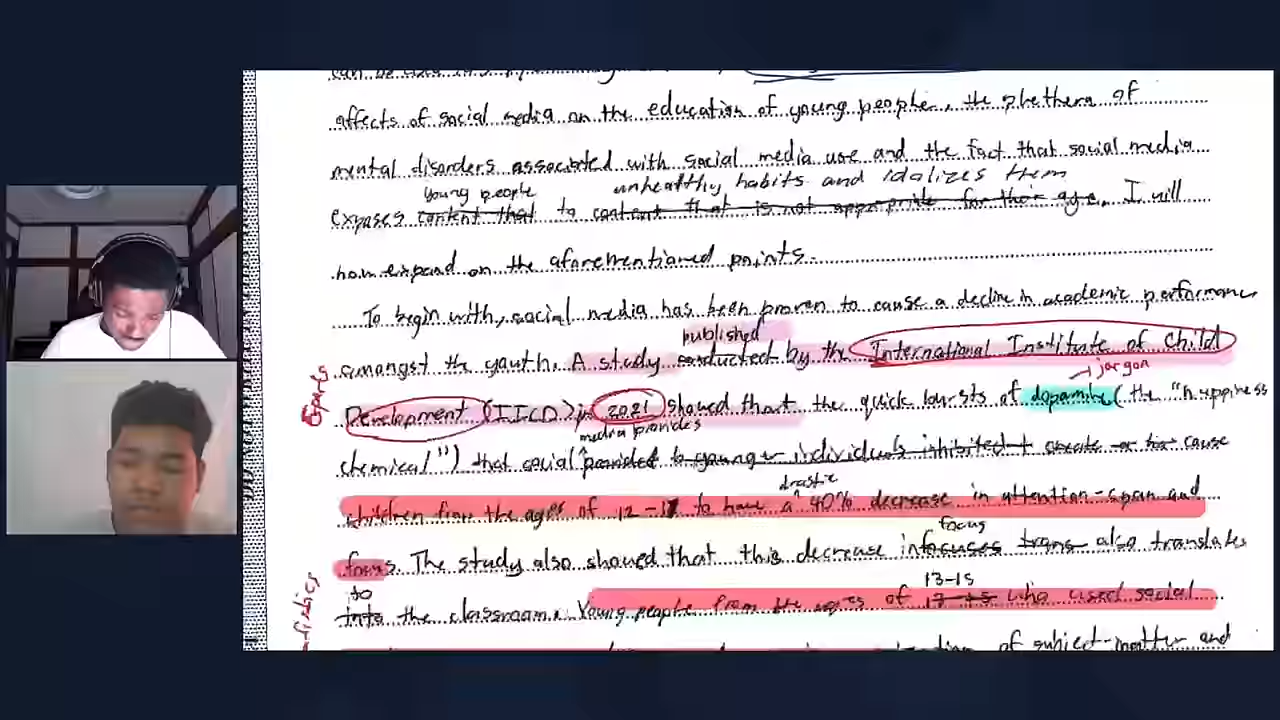 affects of social media on the education of young people, the plethera of
mental disorders associated with social media use and the fact that social media
young people unhealthy habits and idalizes them
exposes content that to content that is not appropriate for their age. I will
now expand on the aforementioned points.
To begin with, social media has been proven to cause a decline in academic performance
published
amongst the youth. A study conducted by the International Institute of Child
jargon
Development (IICD) in 2021 showed that the quick bursts of dopamine (the "happiness
media provides
chemical") that social provided to younger individuals inhibited cause
drastic
children from the ages of 12-17 to have a 40% decrease in attention-span and
focus
focus. The study also showed that this decrease in focuses trans also translates
to 13-15
into the classroom. Young people from the ages of 13-15 who used social
of subject-matter and